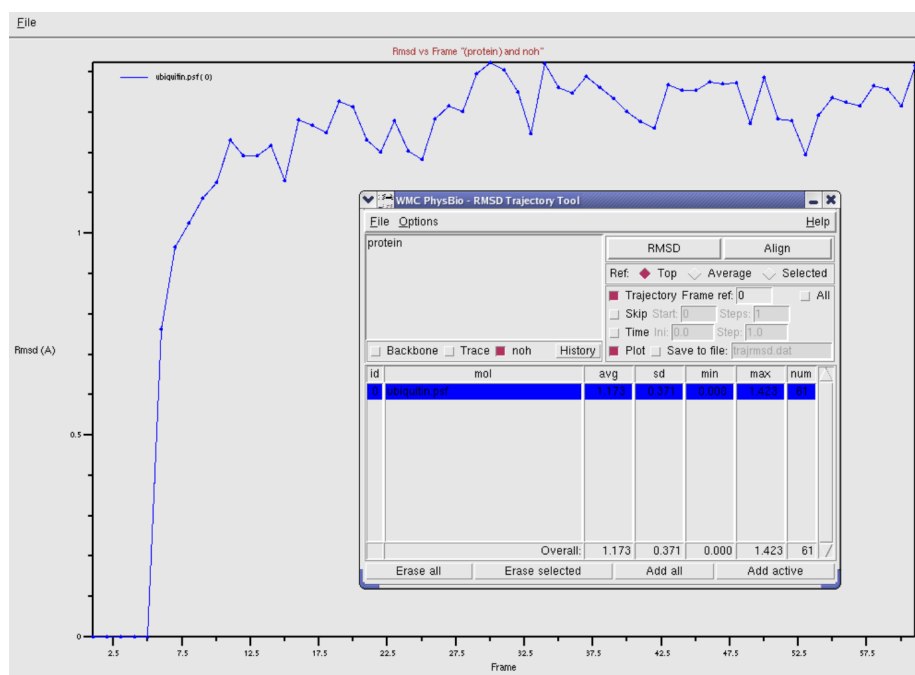 File
Rmsd vs Frame "(protein) and noh"
ubiquitin.psf (0)
1
0.5
0
Rmsd (A)
2.5 7.5 12.5 17.5 22.5 27.5 32.5 37.5 42.5 47.5 52.5 57.5
Frame
WMC PhysBio - RMSD Trajectory Tool
File Options Help
protein
RMSD Align
Ref: Top Average Selected
Trajectory Frame ref: 0 All
Skip Start: 0 Steps: 1
Time Ini: 0.0 Step: 1.0
Backbone Trace noh History Plot Save to file: trajrmsd.dat
id mol avg sd min max num
0 ubiquitin.psf 1.173 0.371 0.000 1.423 61
Overall: 1.173 0.371 0.000 1.423 61
Erase all Erase selected Add all Add active